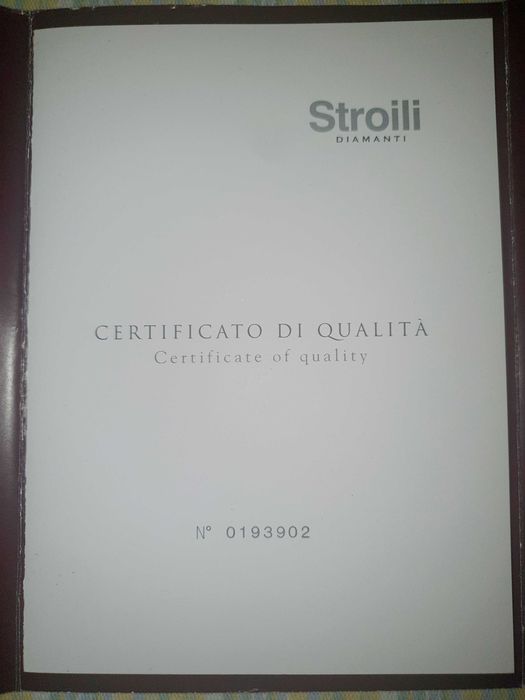 Stroili
DIAMANTI
CERTIFICATO DI QUALITÀ
Certificate of quality
N° 0193902